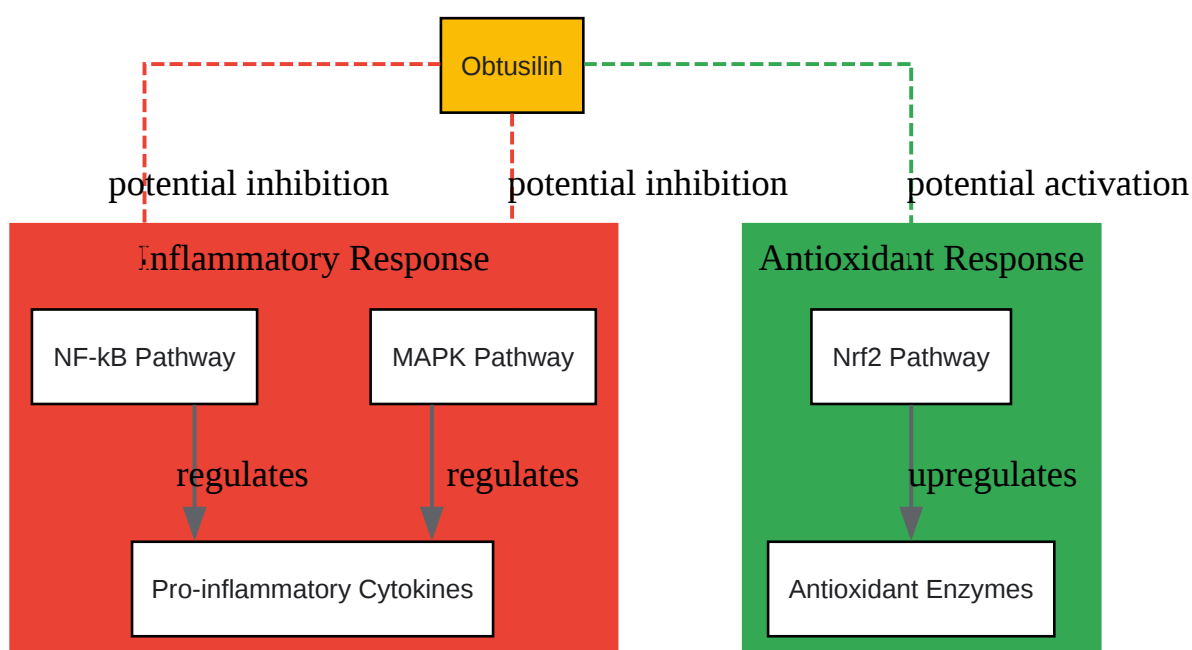 Obtusilin
potential inhibition
potential inhibition
potential activation
Inflammatory Response
Antioxidant Response
NF-kB Pathway
MAPK Pathway
Nrf2 Pathway
regulates
regulates
upregulates
Pro-inflammatory Cytokines
Antioxidant Enzymes